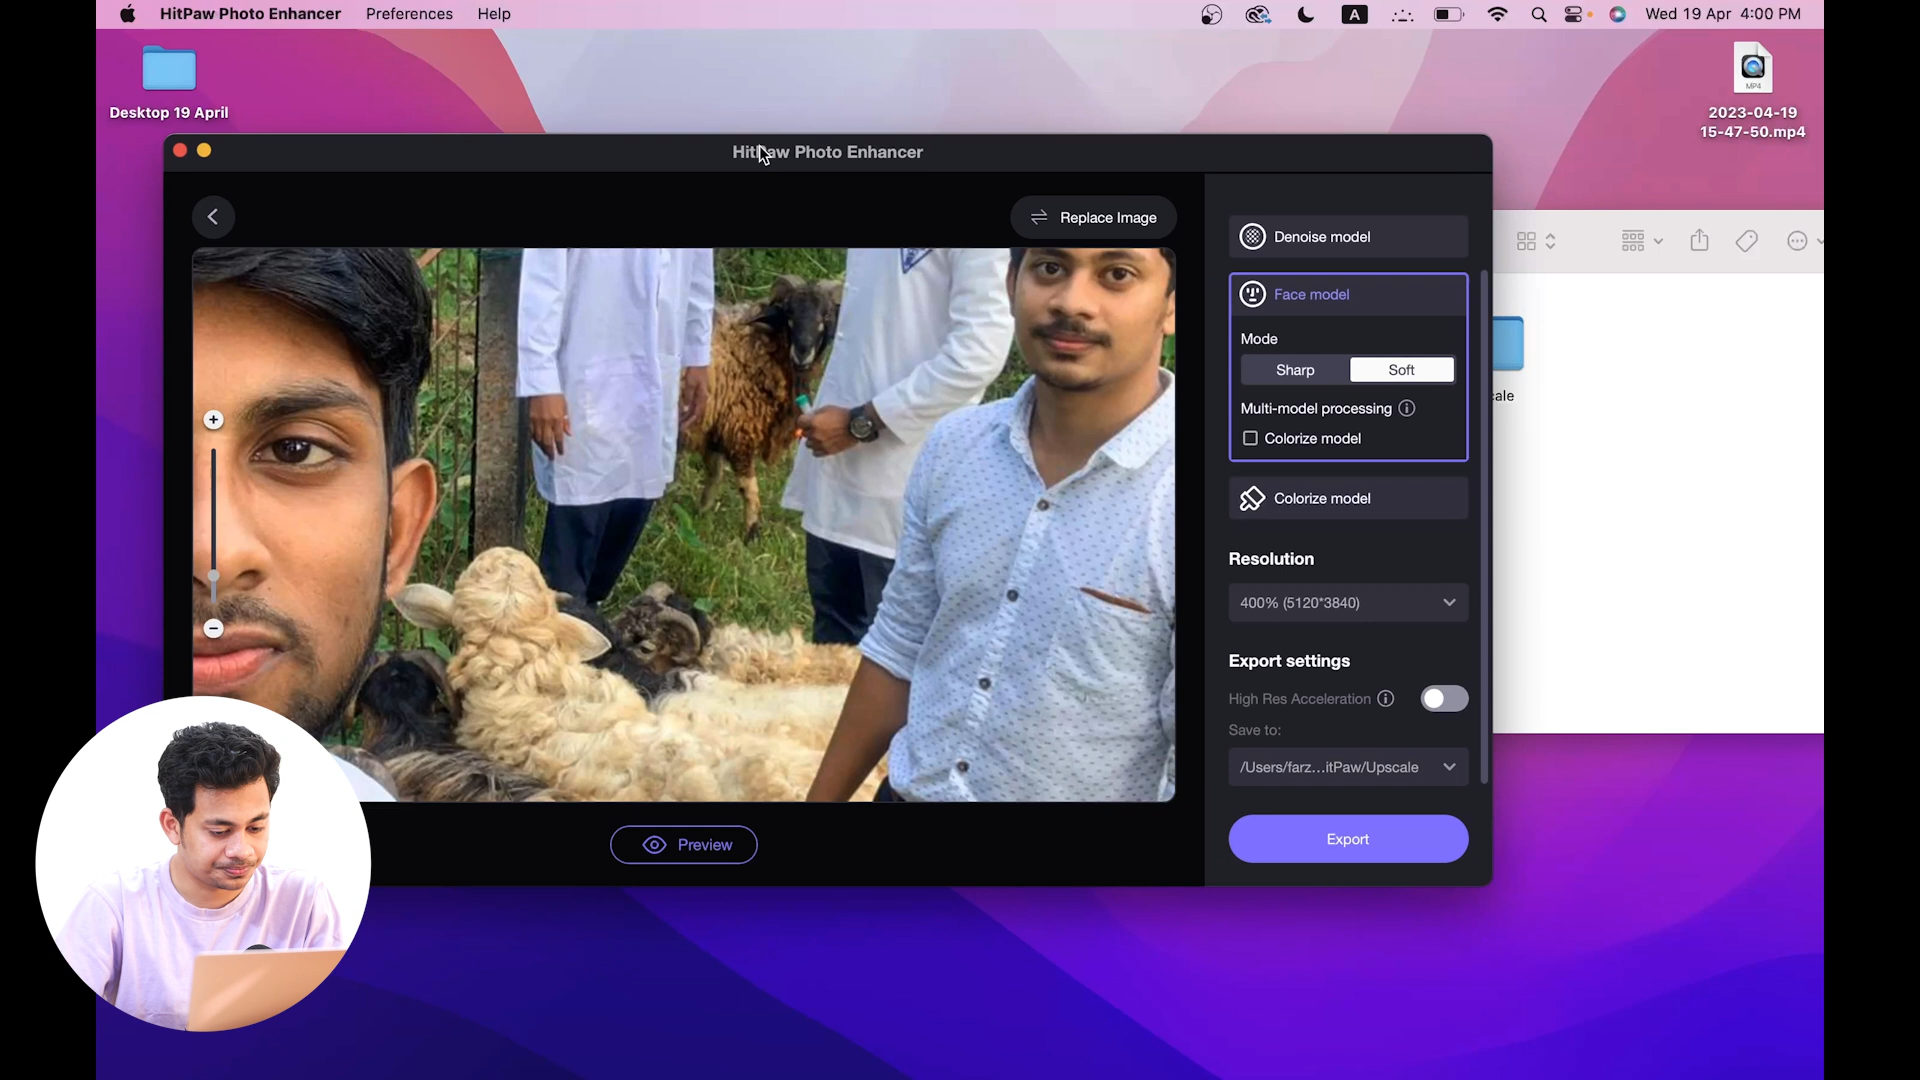 HitPaw Photo Enhancer Preferences Help
A Wed 19 Apr 4:00 PM
Desktop 19 April
MP4
2023-04-19
15-47-50.mp4
HitPaw Photo Enhancer
Replace Image
Denoise model
Face model
Mode
Sharp Soft
Multi-model processing
Colorize model
Colorize model
Resolution
400% (5120*3840)
Export settings
High Res Acceleration
Save to:
/Users/farz...itPaw/Upscale
Export
Preview
cale